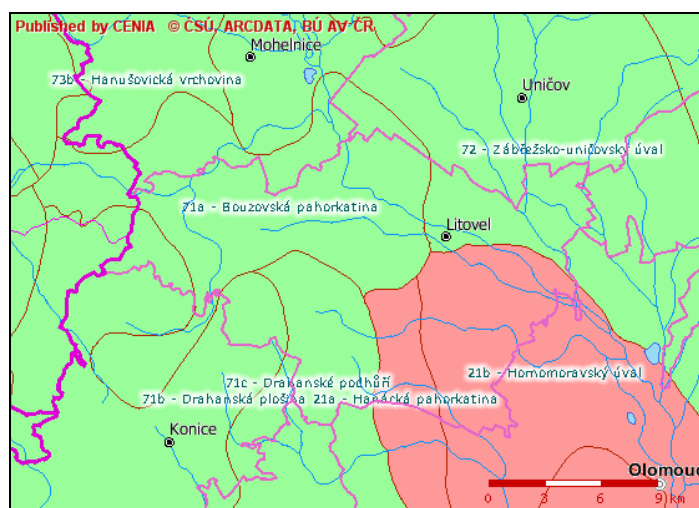 Published by CENIA © ČSÚ, ARCDATA, BÚ AV ČR
Mohelnice
73b - Hanušovická vrchovina
Uničov
72 - Zábřežsko-uničovský úval
71a - Bouzovská pahorkatina
Litovel
71c - Drahanské podhůří
21b - Hornomoravský úval
71b - Drahanská plošina 21a - Hanácká pahorkatina
Konice
Olomouc
0 3 6 9 km